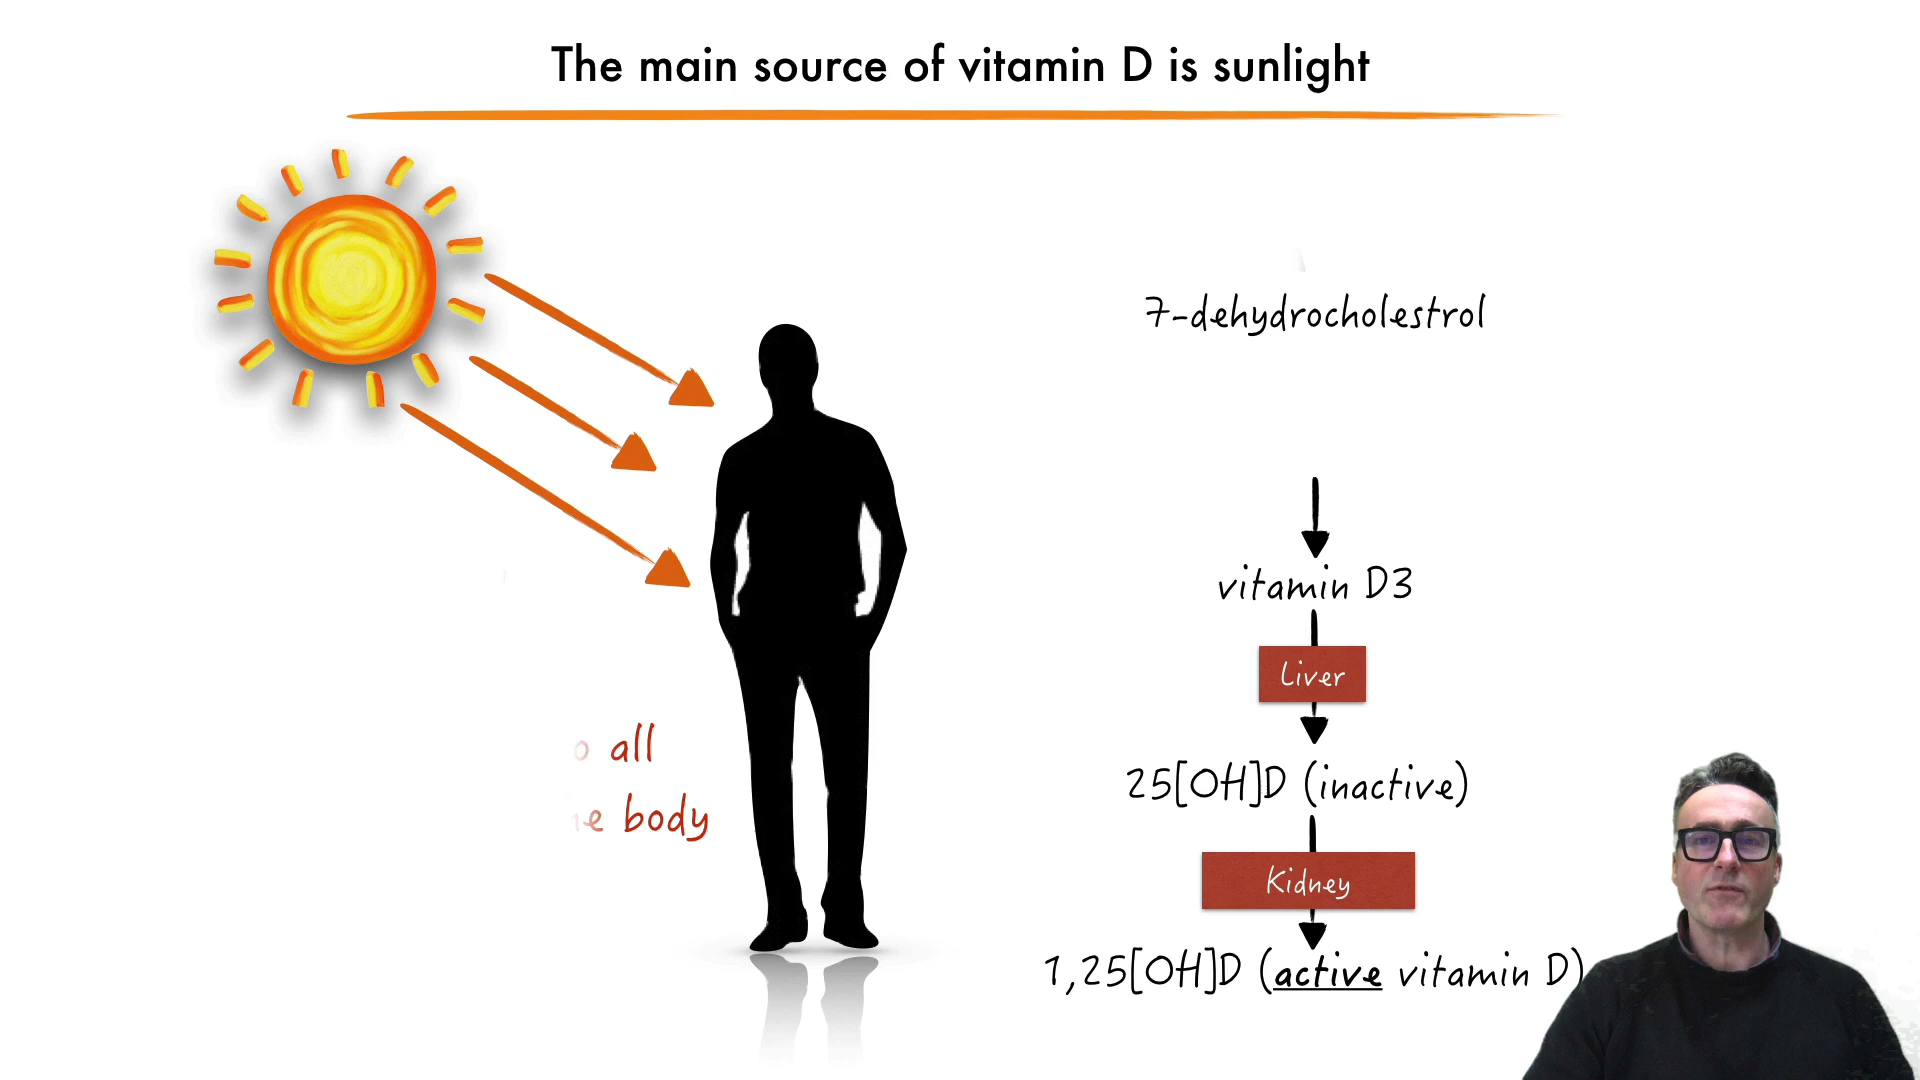 The main source of vitamin D is sunlight
7-dehydrocholestrol
vitamin D3
Liver
all
body
25[OH]D (inactive)
Kidney
1,25[OH]D (active vitamin D)